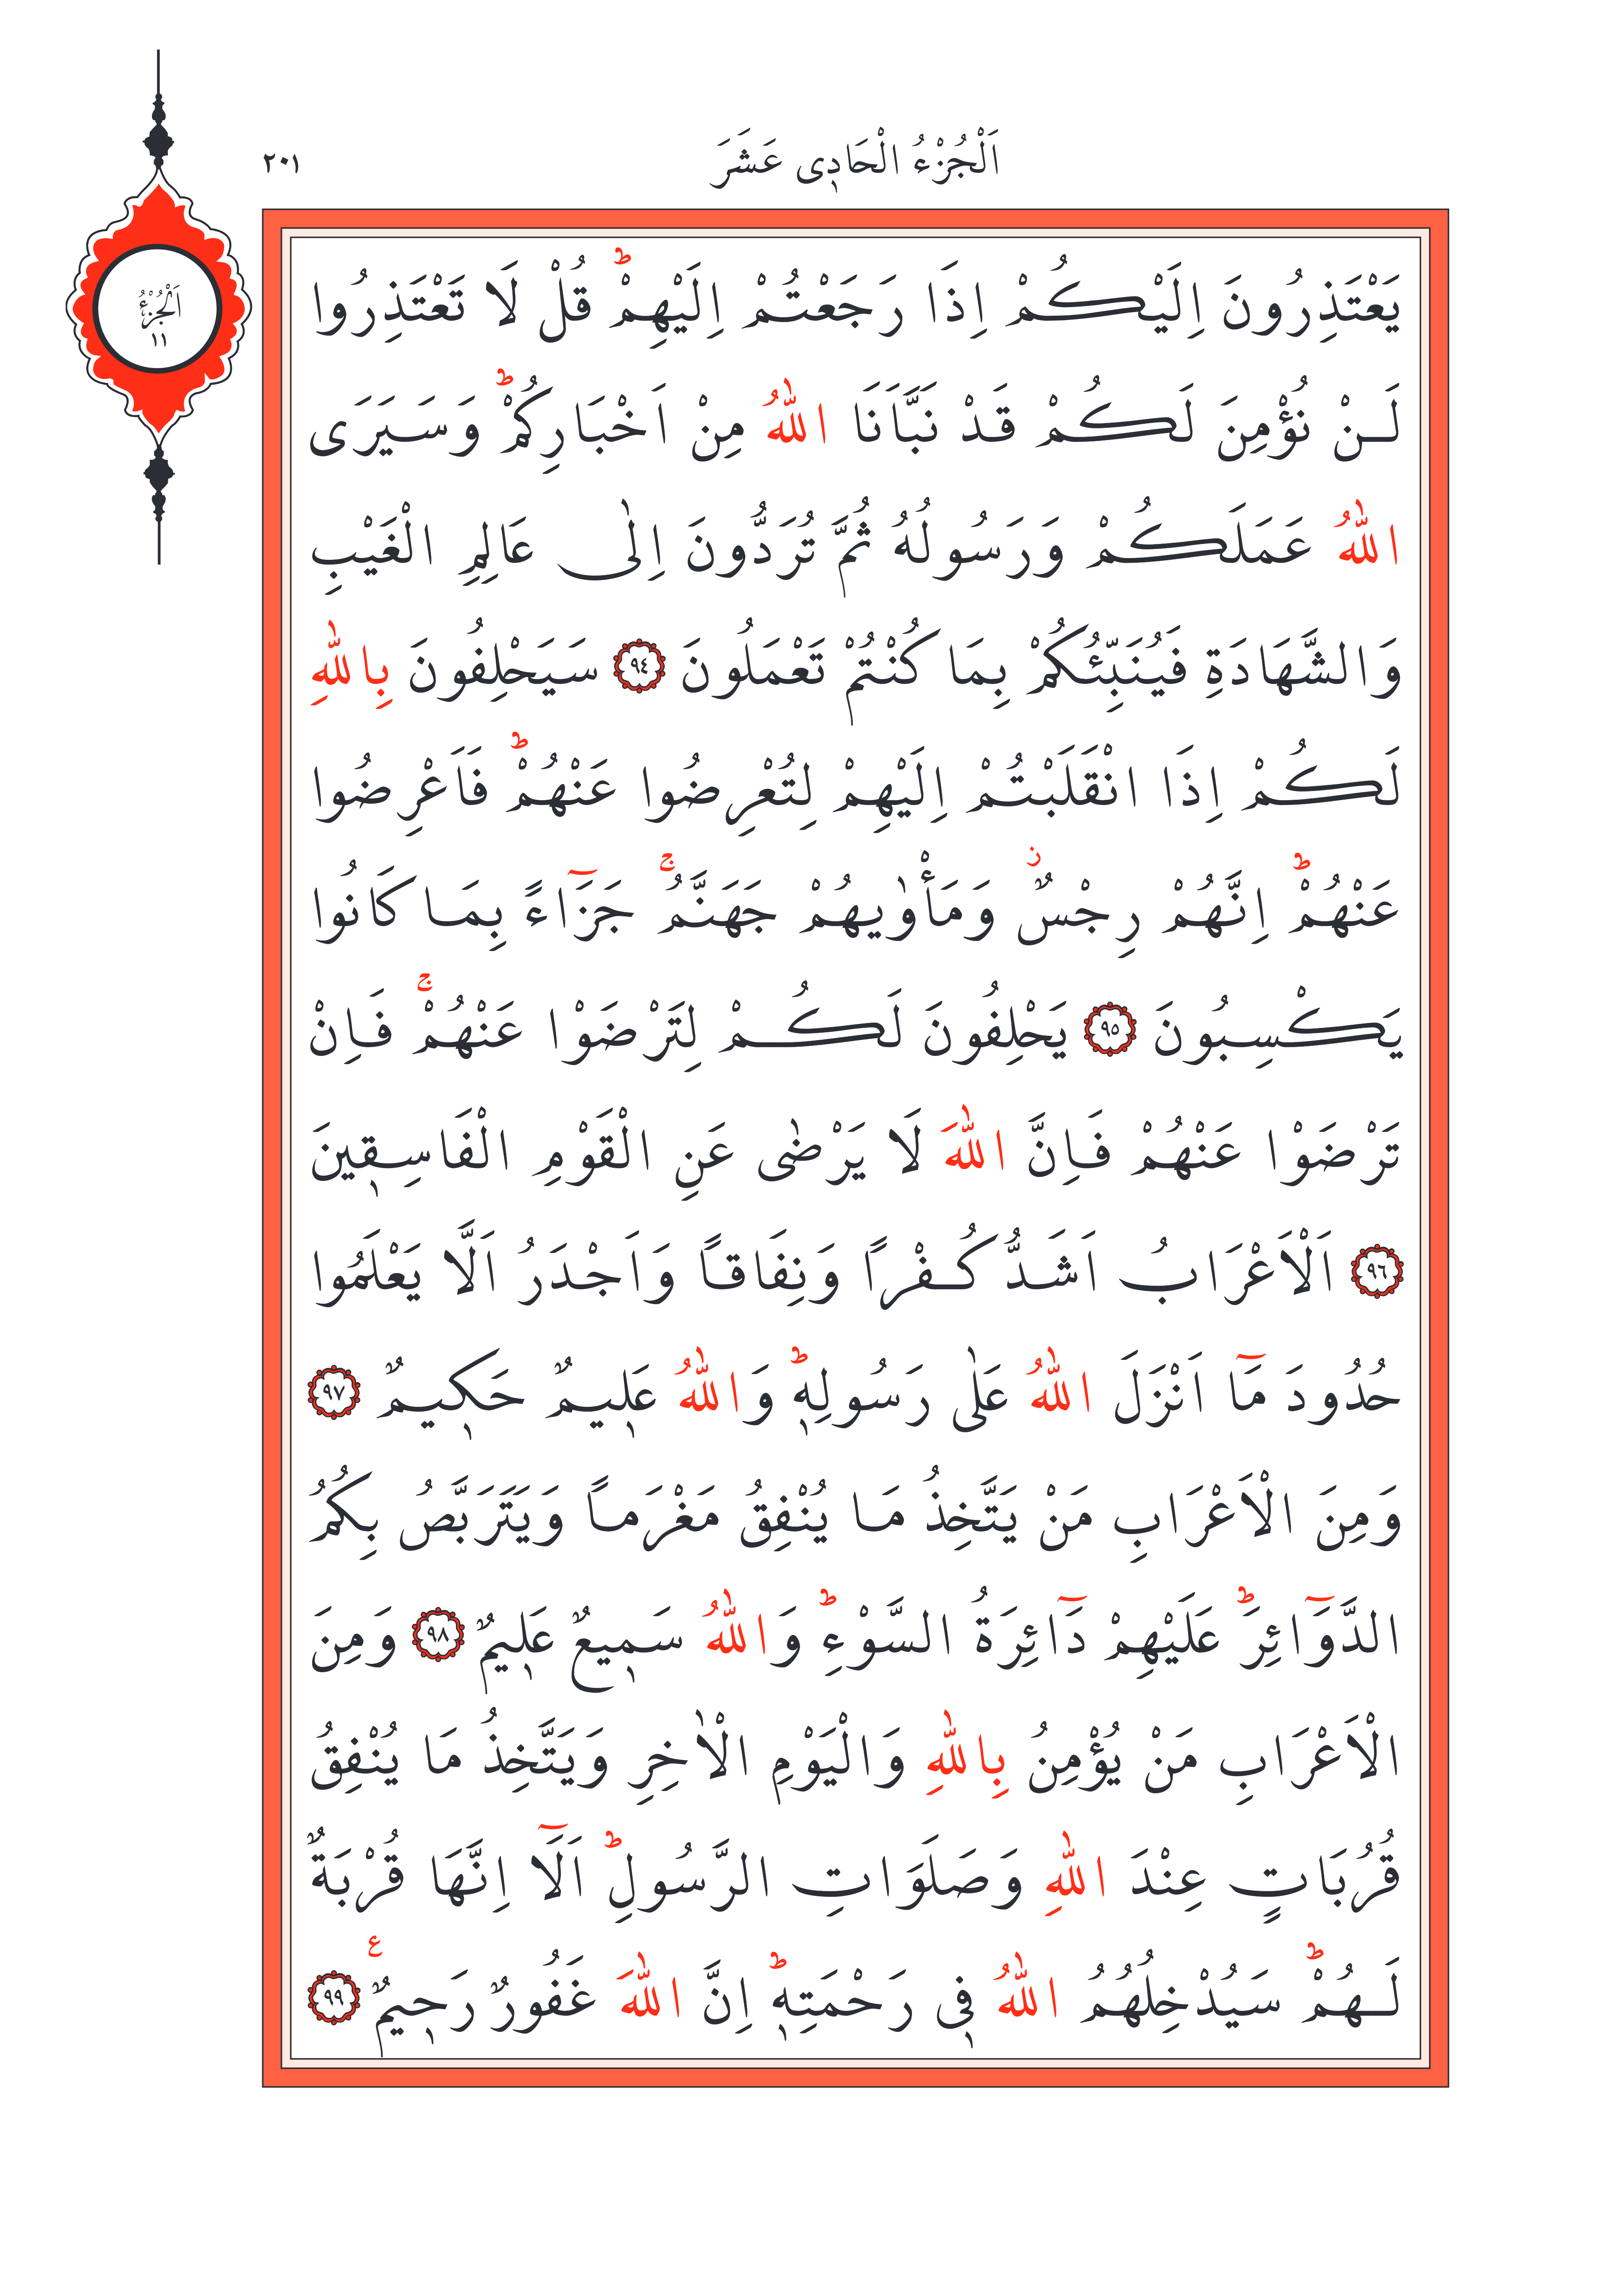 اَلْجُزْءُ الْحَادٖى عَشَرَ
٢٠١
اَلْجُزْءُ
١١
يَعْتَذِرُونَ اِلَيْكُمْ اِذَا رَجَعْتُمْ اِلَيْهِمْؕ قُلْ لَا تَعْتَذِرُوا
لَنْ نُؤْمِنَ لَكُمْ قَدْ نَبَّاَنَا اللّٰهُ مِنْ اَخْبَارِكُمْؕ وَسَيَرَى
اللّٰهُ عَمَلَكُمْ وَرَسُولُهُ ثُمَّ تُرَدُّونَ اِلٰى عَالِمِ الْغَيْبِ
وَالشَّهَادَةِ فَيُنَبِّئُكُمْ بِمَا كُنْتُمْ تَعْمَلُونَ ﴿٩٤﴾ سَيَحْلِفُونَ بِاللّٰهِ
لَكُمْ اِذَا انْقَلَبْتُمْ اِلَيْهِمْ لِتُعْرِضُوا عَنْهُمْؕ فَاَعْرِضُوا
عَنْهُمْؕ اِنَّهُمْ رِجْسٌؗ وَمَأْوٰيهُمْ جَهَنَّمُۚ جَزَٓاءً بِمَا كَانُوا
يَكْسِبُونَ ﴿٩٥﴾ يَحْلِفُونَ لَكُمْ لِتَرْضَوْا عَنْهُمْۚ فَاِنْ
تَرْضَوْا عَنْهُمْ فَاِنَّ اللّٰهَ لَا يَرْضٰى عَنِ الْقَوْمِ الْفَاسِقٖينَ
﴿٩٦﴾ اَلْاَعْرَابُ اَشَدُّ كُفْرًا وَنِفَاقًا وَاَجْدَرُ اَلَّا يَعْلَمُوا
حُدُودَ مَٓا اَنْزَلَ اللّٰهُ عَلٰى رَسُولِهٖؕ وَاللّٰهُ عَلٖيمٌ حَكٖيمٌ ﴿٩٧﴾
وَمِنَ الْاَعْرَابِ مَنْ يَتَّخِذُ مَا يُنْفِقُ مَغْرَمًا وَيَتَرَبَّصُ بِكُمُ
الدَّوَٓائِرَؕ عَلَيْهِمْ دَٓائِرَةُ السَّوْءِؕ وَاللّٰهُ سَمٖيعٌ عَلٖيمٌ ﴿٩٨﴾ وَمِنَ
الْاَعْرَابِ مَنْ يُؤْمِنُ بِاللّٰهِ وَالْيَوْمِ الْاٰخِرِ وَيَتَّخِذُ مَا يُنْفِقُ
قُرُبَاتٍ عِنْدَ اللّٰهِ وَصَلَوَاتِ الرَّسُولِؕ اَلَٓا اِنَّهَا قُرْبَةٌ
لَهُمْؕ سَيُدْخِلُهُمُ اللّٰهُ فٖى رَحْمَتِهٖؕ اِنَّ اللّٰهَ غَفُورٌ رَحٖيمٌ ع ﴿٩٩﴾